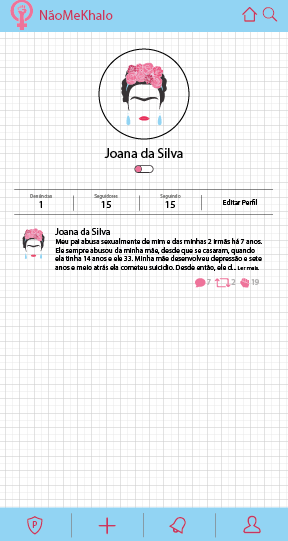 NãoMeKhalo
Joana da Silva
Denúncias Seguidores Seguindo
1 15 15 Editar Perfil
Joana da Silva
Meu pai abusa sexualmente de mim e das minhas 2 irmãs há 7 anos.
Ele sempre abusou da minha mãe, desde que se casaram, quando
ela tinha 14 anos e ele 33. Minha mãe desenvolveu depressão e sete
anos e meio atrás ela cometeu suicídio. Desde então, ele d... Ler mais.
7 2 19
P